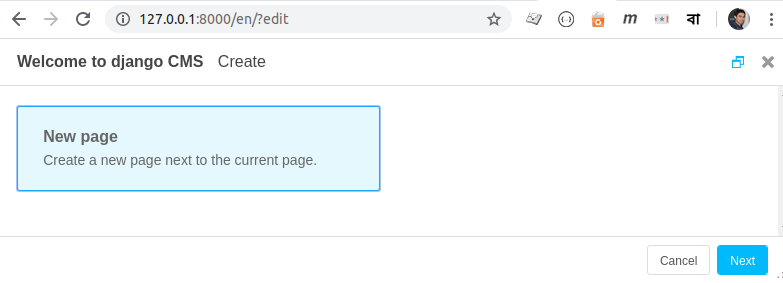 127.0.0.1:8000/en/?edit
m
বা
Welcome to django CMS Create
New page
Create a new page next to the current page.
Cancel Next